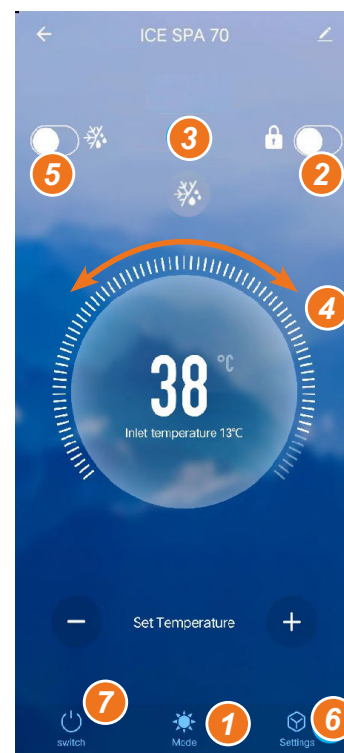 ICE SPA 70
3
5
2
4
38 °C
Inlet temperature 13°C
− Set Temperature +
7
1
6
switch Mode Settings